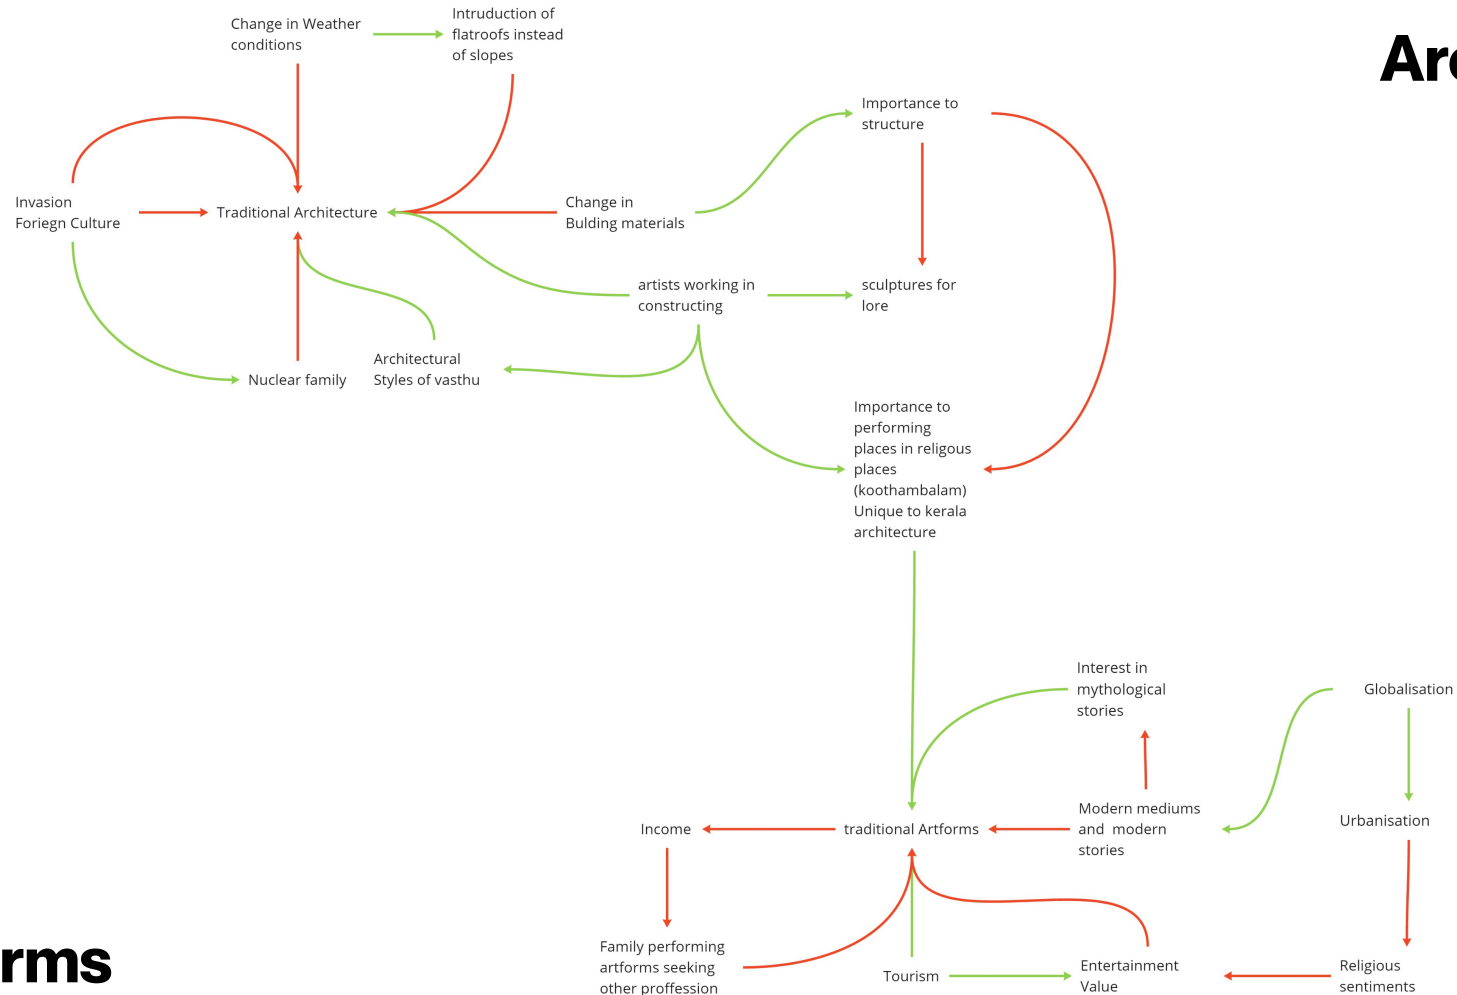 Change in Weather
conditions
Intruduction of
flatroofs instead
of slopes
Importance to
structure
Invasion
Foriegn Culture
Traditional Architecture
Change in
Bulding materials
artists working in
constructing
sculptures for
lore
Nuclear family
Architectural
Styles of vasthu
Importance to
performing
places in religous
places
(koothambalam)
Unique to kerala
architecture
Interest in
mythological
stories
Globalisation
Income
traditional Artforms
Modern mediums
and modern
stories
Urbanisation
Family performing
artforms seeking
other proffession
Tourism
Entertainment
Value
Religious
sentiments
rms